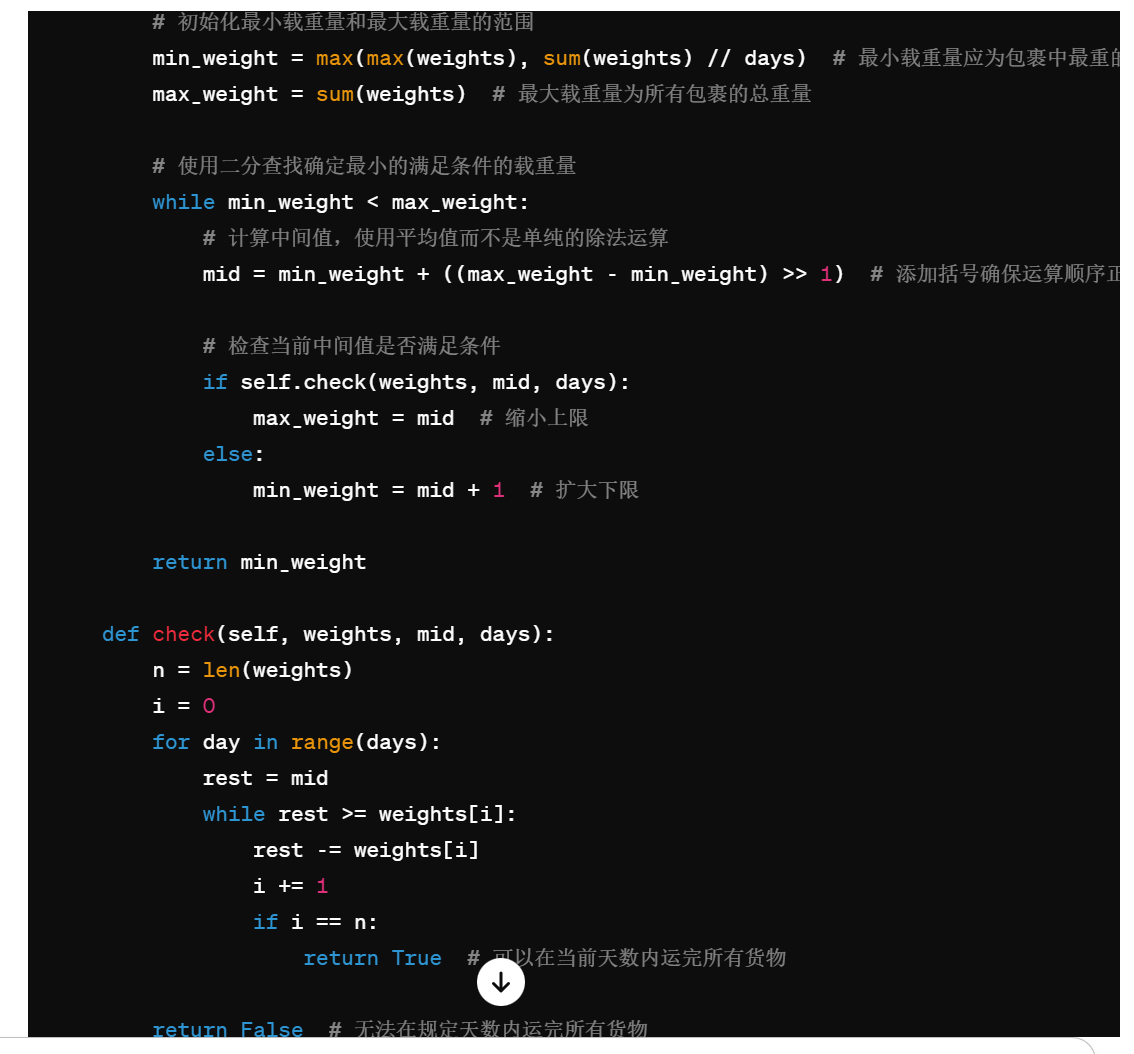 # 初始化最小载重量和最大载重量的范围
min_weight = max(max(weights), sum(weights) // days)  # 最小载重量应为包裹中最重的
max_weight = sum(weights)  # 最大载重量为所有包裹的总重量
# 使用二分查找确定最小的满足条件的载重量
while min_weight < max_weight:
# 计算中间值，使用平均值而不是单纯的除法运算
mid = min_weight + ((max_weight - min_weight) >> 1)  # 添加括号确保运算顺序正
# 检查当前中间值是否满足条件
if self.check(weights, mid, days):
max_weight = mid  # 缩小上限
else:
min_weight = mid + 1  # 扩大下限
return min_weight
def check(self, weights, mid, days):
n = len(weights)
i = 0
for day in range(days):
rest = mid
while rest >= weights[i]:
rest -= weights[i]
i += 1
if i == n:
return True  # 可以在当前天数内运完所有货物
return False  # 无法在规定天数内运完所有货物